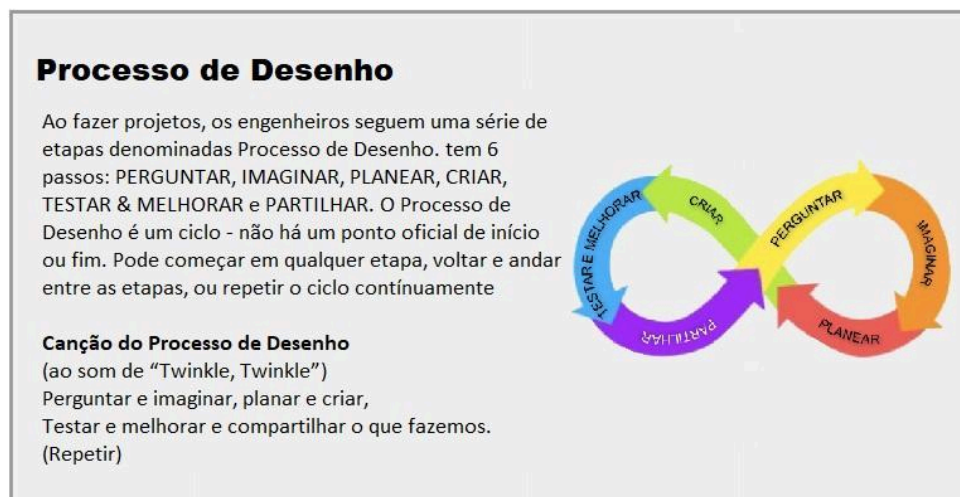 Processo de Desenho
Ao fazer projetos, os engenheiros seguem uma série de
etapas denominadas Processo de Desenho. tem 6
passos: PERGUNTAR, IMAGINAR, PLANEAR, CRIAR,
TESTAR & MELHORAR e PARTILHAR. O Processo de
Desenho é um ciclo - não há um ponto oficial de início
ou fim. Pode começar em qualquer etapa, voltar e andar
entre as etapas, ou repetir o ciclo contínuamente
Canção do Processo de Desenho
(ao som de “Twinkle, Twinkle”)
Perguntar e imaginar, planar e criar,
Testar e melhorar e compartilhar o que fazemos.
(Repetir)
PERGUNTAR
IMAGINAR
PLANEAR
CRIAR
TESTAR E MELHORAR
PARTILHAR